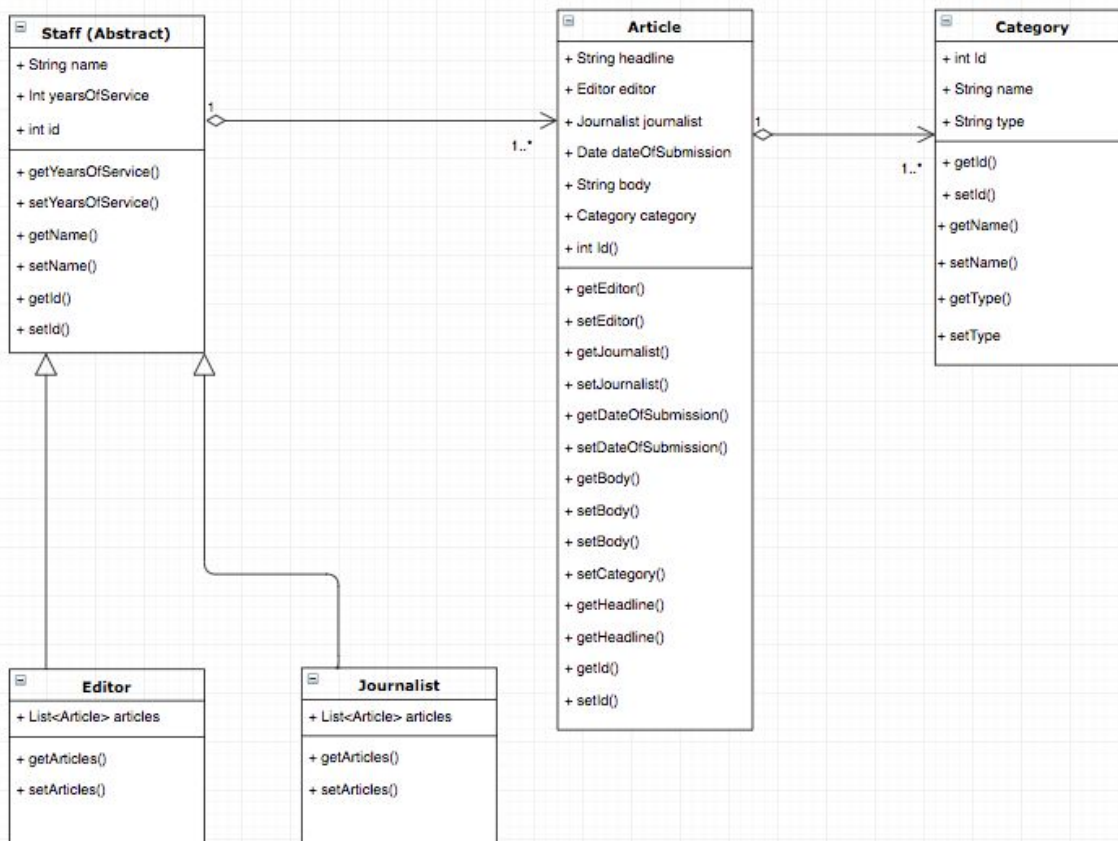 Staff (Abstract)
+ String name
+ Int yearsOfService
+ int id
+ getYearsOfService()
+ setYearsOfService()
+ getName()
+ setName()
+ getId()
+ setId()
1
1..*
Article
+ String headline
+ Editor editor
+ Journalist journalist
+ Date dateOfSubmission
+ String body
+ Category category
+ int Id()
+ getEditor()
+ setEditor()
+ getJournalist()
+ setJournalist()
+ getDateOfSubmission()
+ setDateOfSubmission()
+ getBody()
+ setBody()
+ setBody()
+ setCategory()
+ getHeadline()
+ getHeadline()
+ getId()
+ setId()
1
1..*
Category
+ int Id
+ String name
+ String type
+ getId()
+ setId()
+ getName()
+ setName()
+ getType()
+ setType
Editor
+ List<Article> articles
+ getArticles()
+ setArticles()
Journalist
+ List<Article> articles
+ getArticles()
+ setArticles()